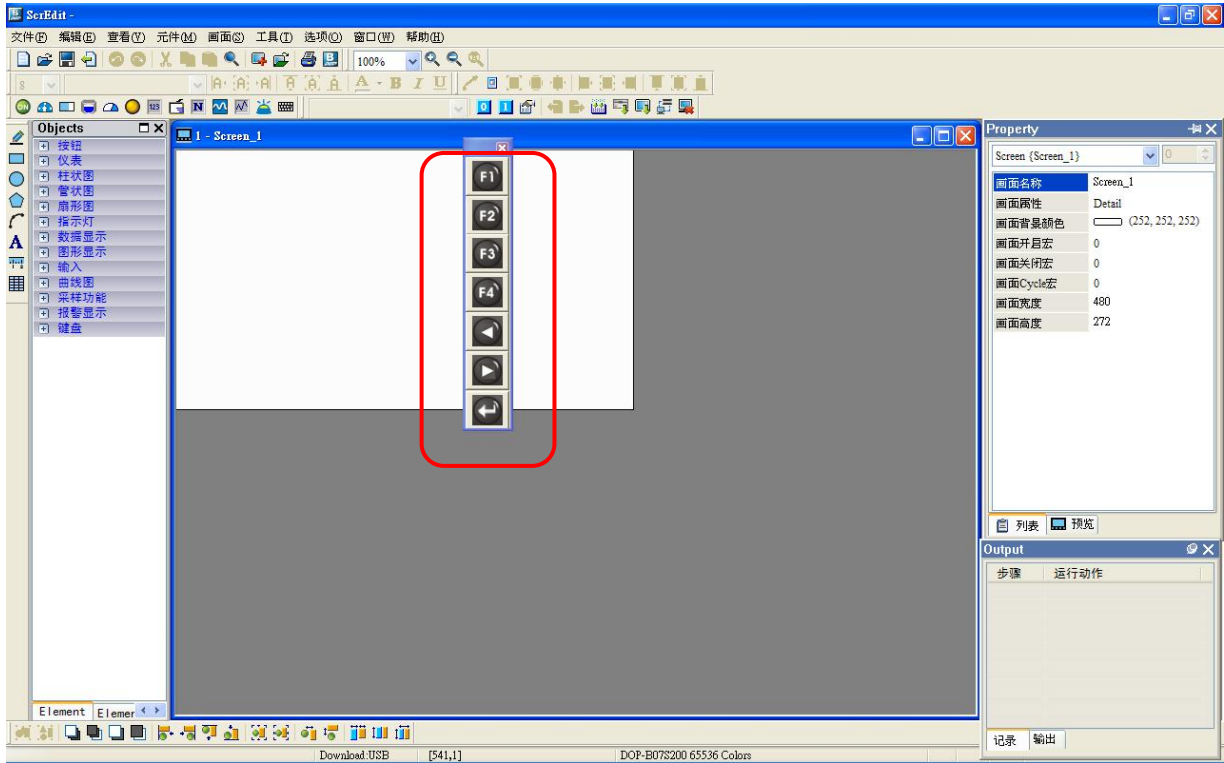 ScrEdit -
文件(F) 编辑(E) 查看(V) 元件(M) 画面(S) 工具(T) 选项(O) 窗口(W) 帮助(H)
100%
8
A B I U
Objects
按钮
仪表
柱状图
管状图
扇形图
指示灯
数据显示
图形显示
输入
曲线图
采样功能
报警显示
键盘
Element Elemer
1 - Screen_1
F1
F2
F3
F4
Property
Screen {Screen_1} 0
画面名称 Screen_1
画面属性 Detail
画面背景颜色 (252, 252, 252)
画面开启宏 0
画面关闭宏 0
画面Cycle宏 0
画面宽度 480
画面高度 272
列表 预览
Output
步骤 运行动作
记录 输出
Download:USB [541,1] DOP-B07S200 65536 Colors